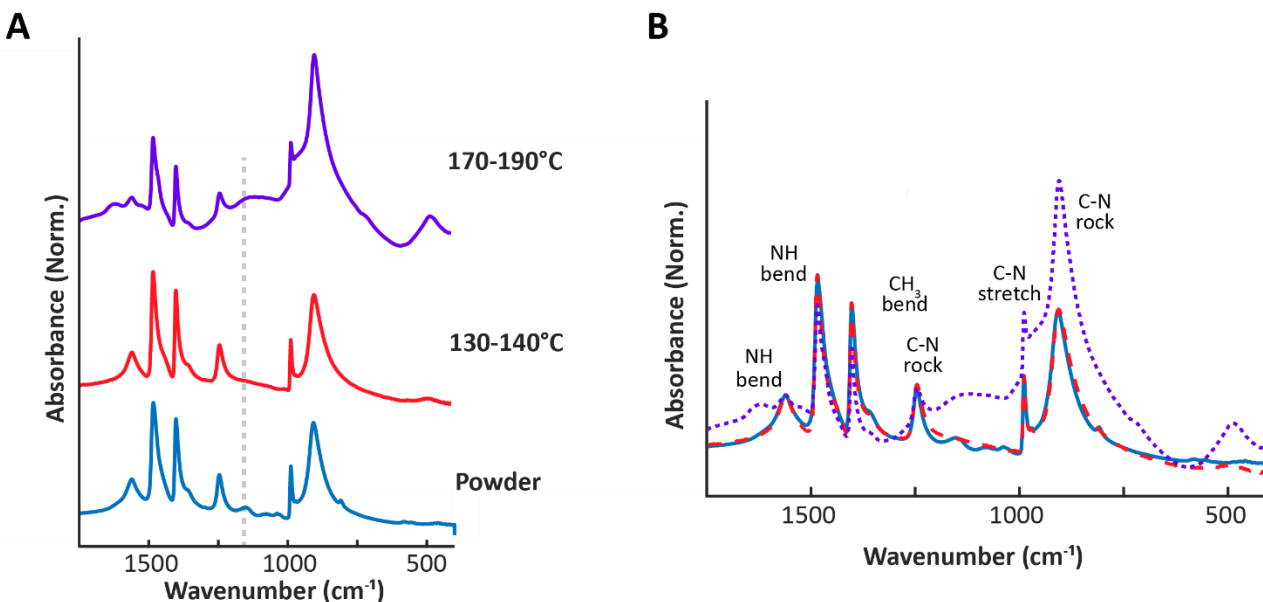 A
Absorbance (Norm.)
170-190°C
130-140°C
Powder
1500
1000
500
Wavenumber (cm⁻¹)
B
Absorbance (Norm.)
NH
bend
NH
bend
CH₃
bend
C-N
rock
C-N
stretch
C-N
rock
1500
1000
500
Wavenumber (cm⁻¹)